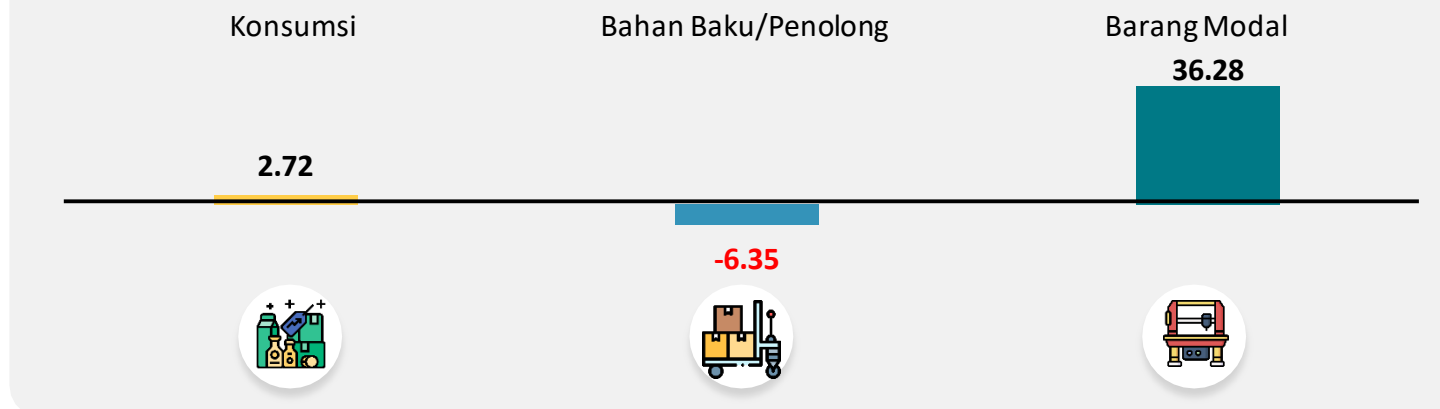 Konsumsi
Bahan Baku/Penolong
Barang Modal
36.28
2.72
-6.35